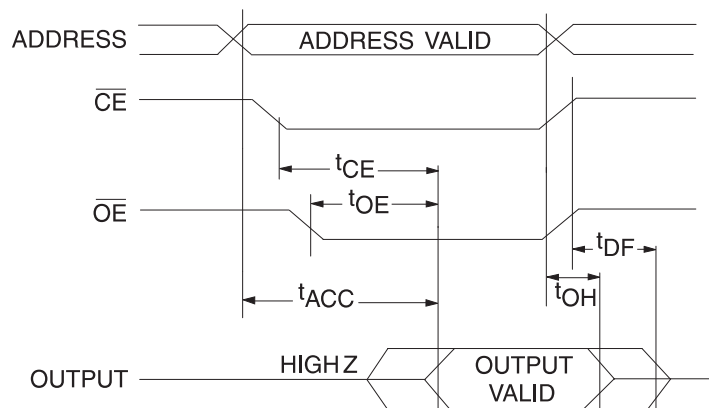 ADDRESS
ADDRESS VALID
CE
tCE
tOE
OE
tDF
tACC
tOH
HIGH Z
OUTPUT
OUTPUT
VALID